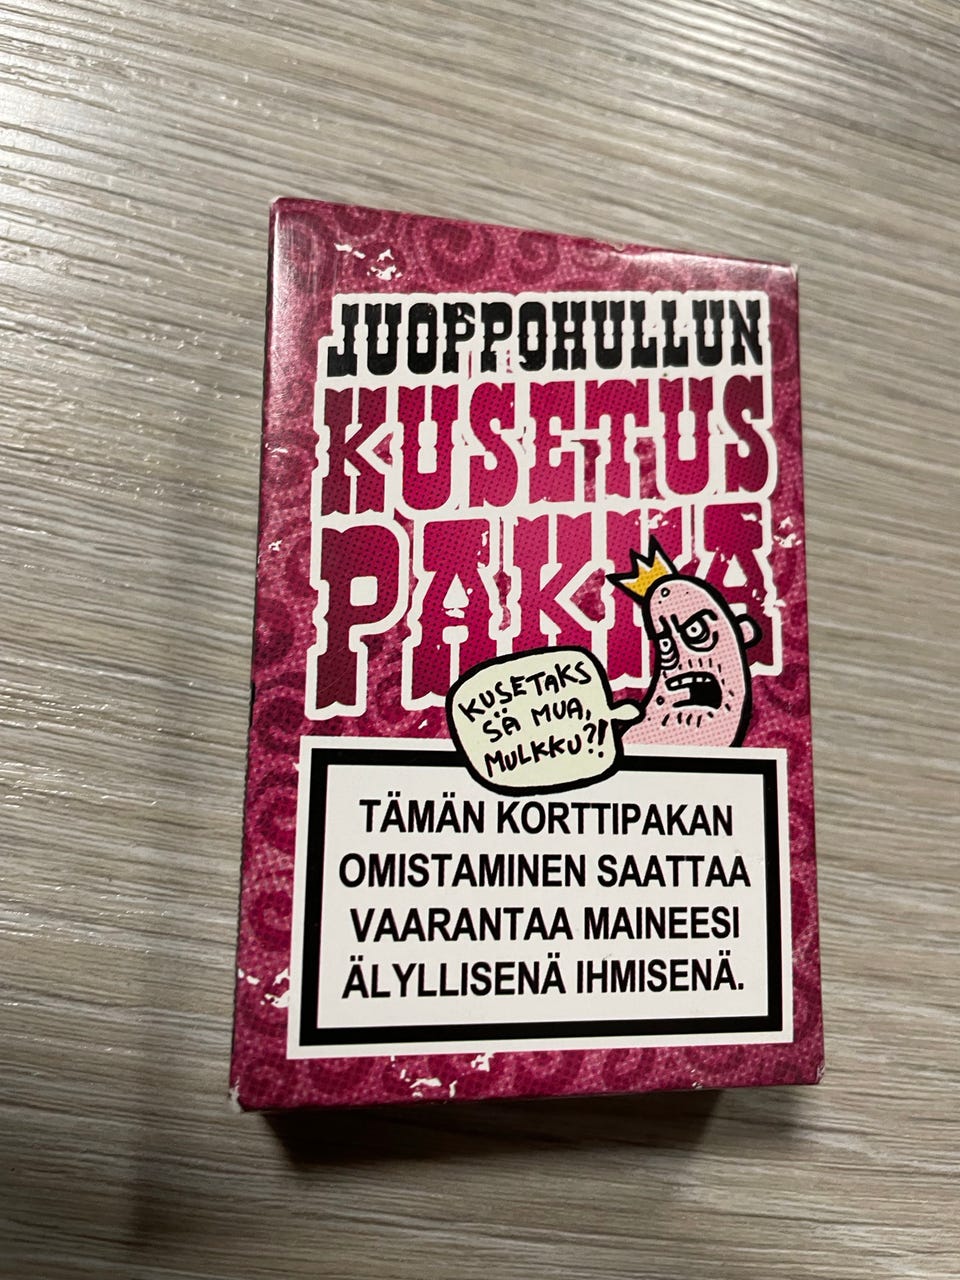 JUOPPOHULLUN
KUSETUS
PAKKA
KUSETAKS
SÄ MUA,
MULKKU?!
TÄMÄN KORTTIPAKAN
OMISTAMINEN SAATTAA
VAARANTAA MAINEESI
ÄLYLLISENÄ IHMISENÄ.